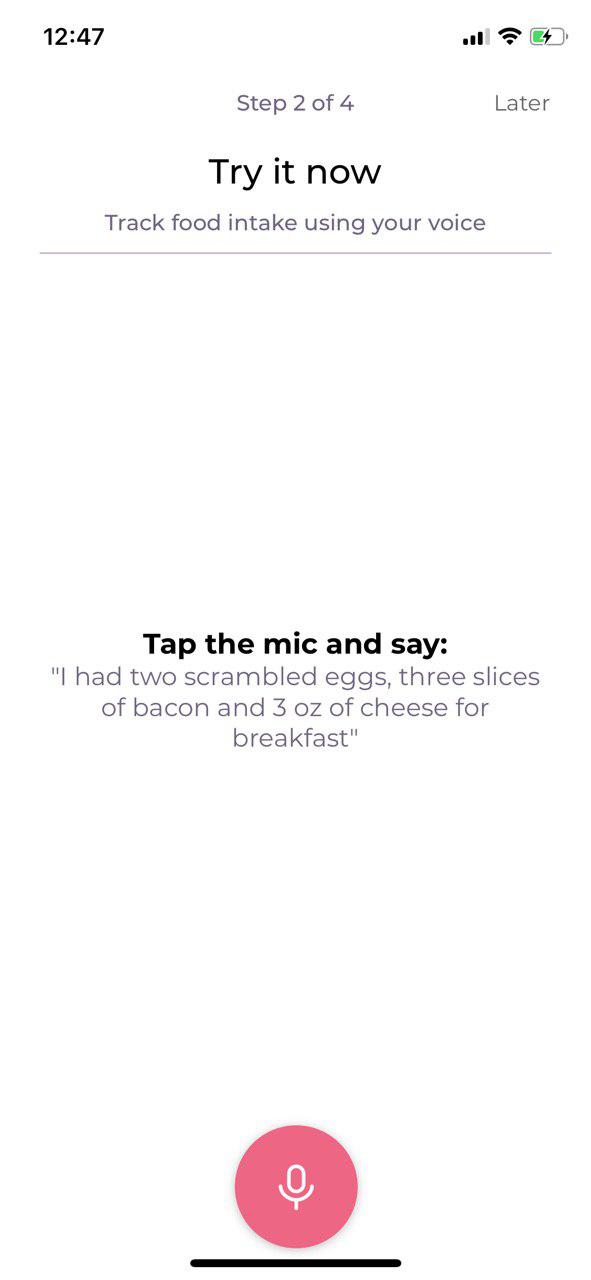 12:47
Step 2 of 4
Later
Try it now
Track food intake using your voice
Tap the mic and say:
"I had two scrambled eggs, three slices
of bacon and 3 oz of cheese for
breakfast"